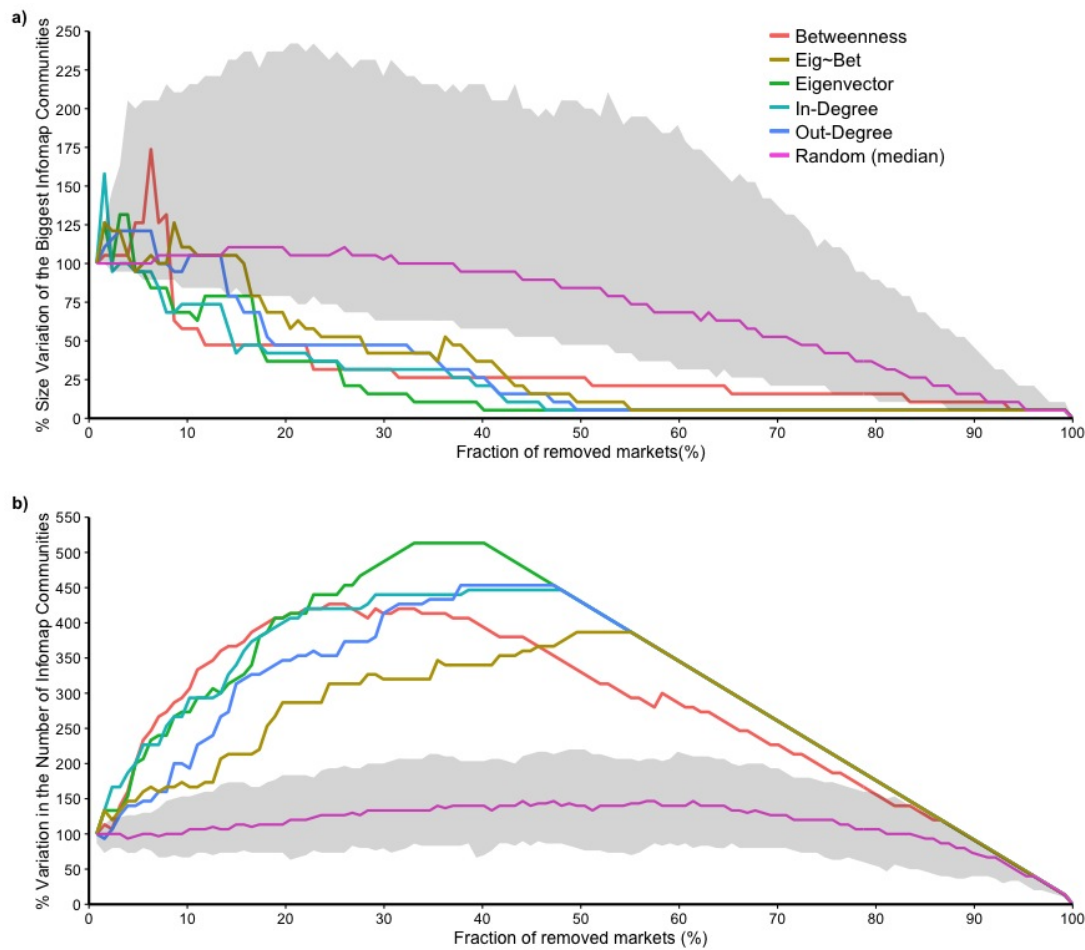 a)
% Size Variation of the Biggest Infomap Communities
250
225
200
175
150
125
100
75
50
25
0
0 10 20 30 40 50 60 70 80 90 100
Fraction of removed markets(%)
Betweenness
Eig~Bet
Eigenvector
In-Degree
Out-Degree
Random (median)
b)
% Variation in the Number of Infomap Communities
550
500
450
400
350
300
250
200
150
100
50
0
0 10 20 30 40 50 60 70 80 90 100
Fraction of removed markets (%)